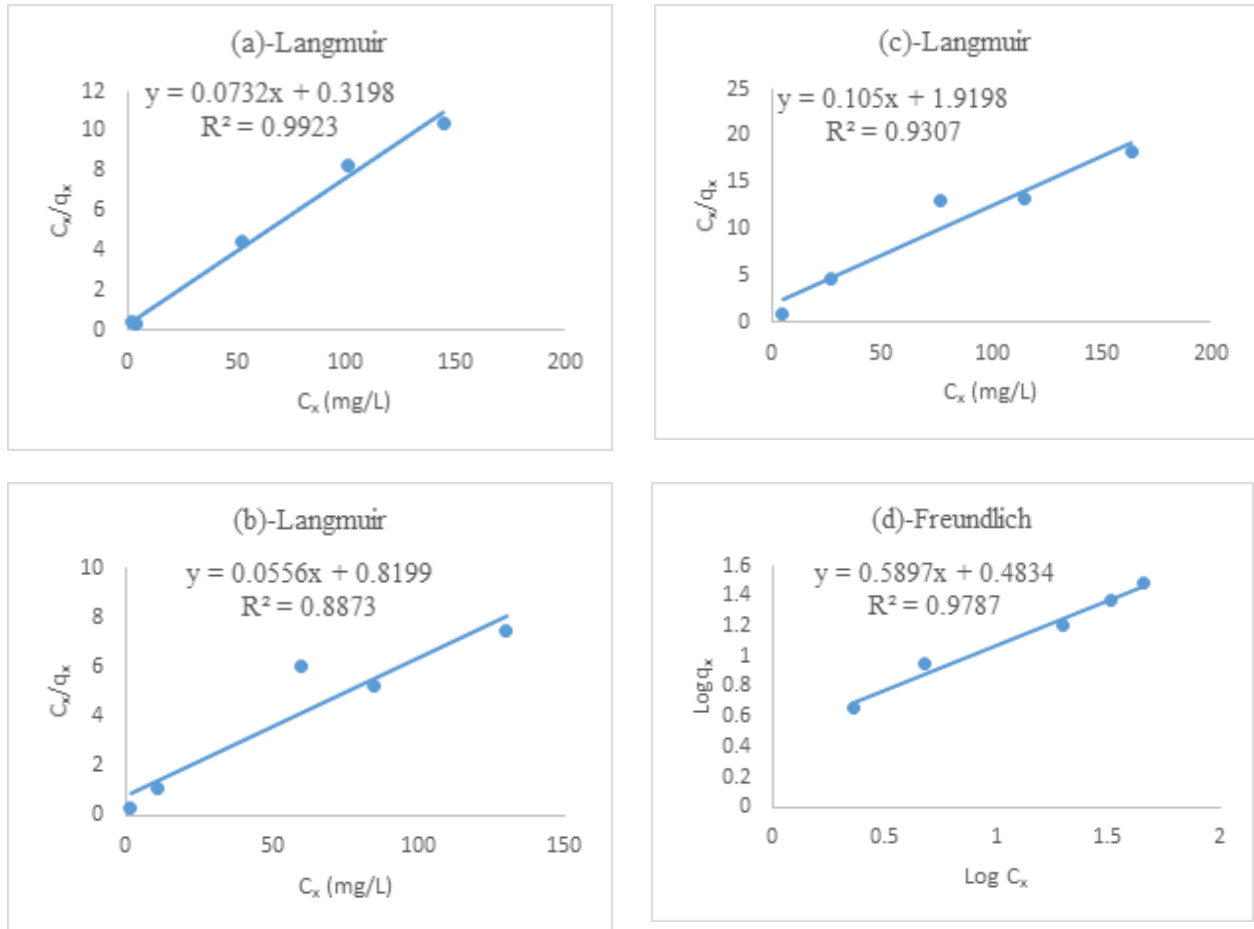 (a)-Langmuir
y = 0.0732x + 0.3198
R² = 0.9923
12
10
8
6
4
2
0
Cₓ/qₓ
0 50 100 150 200
Cₓ (mg/L)
(c)-Langmuir
y = 0.105x + 1.9198
R² = 0.9307
25
20
15
10
5
0
Cₓ/qₓ
0 50 100 150 200
Cₓ (mg/L)
(b)-Langmuir
y = 0.0556x + 0.8199
R² = 0.8873
10
8
6
4
2
0
Cₓ/qₓ
0 50 100 150
Cₓ (mg/L)
(d)-Freundlich
y = 0.5897x + 0.4834
R² = 0.9787
1.6
1.4
1.2
1
0.8
0.6
0.4
0.2
0
Log qₓ
0 0.5 1 1.5 2
Log Cₓ